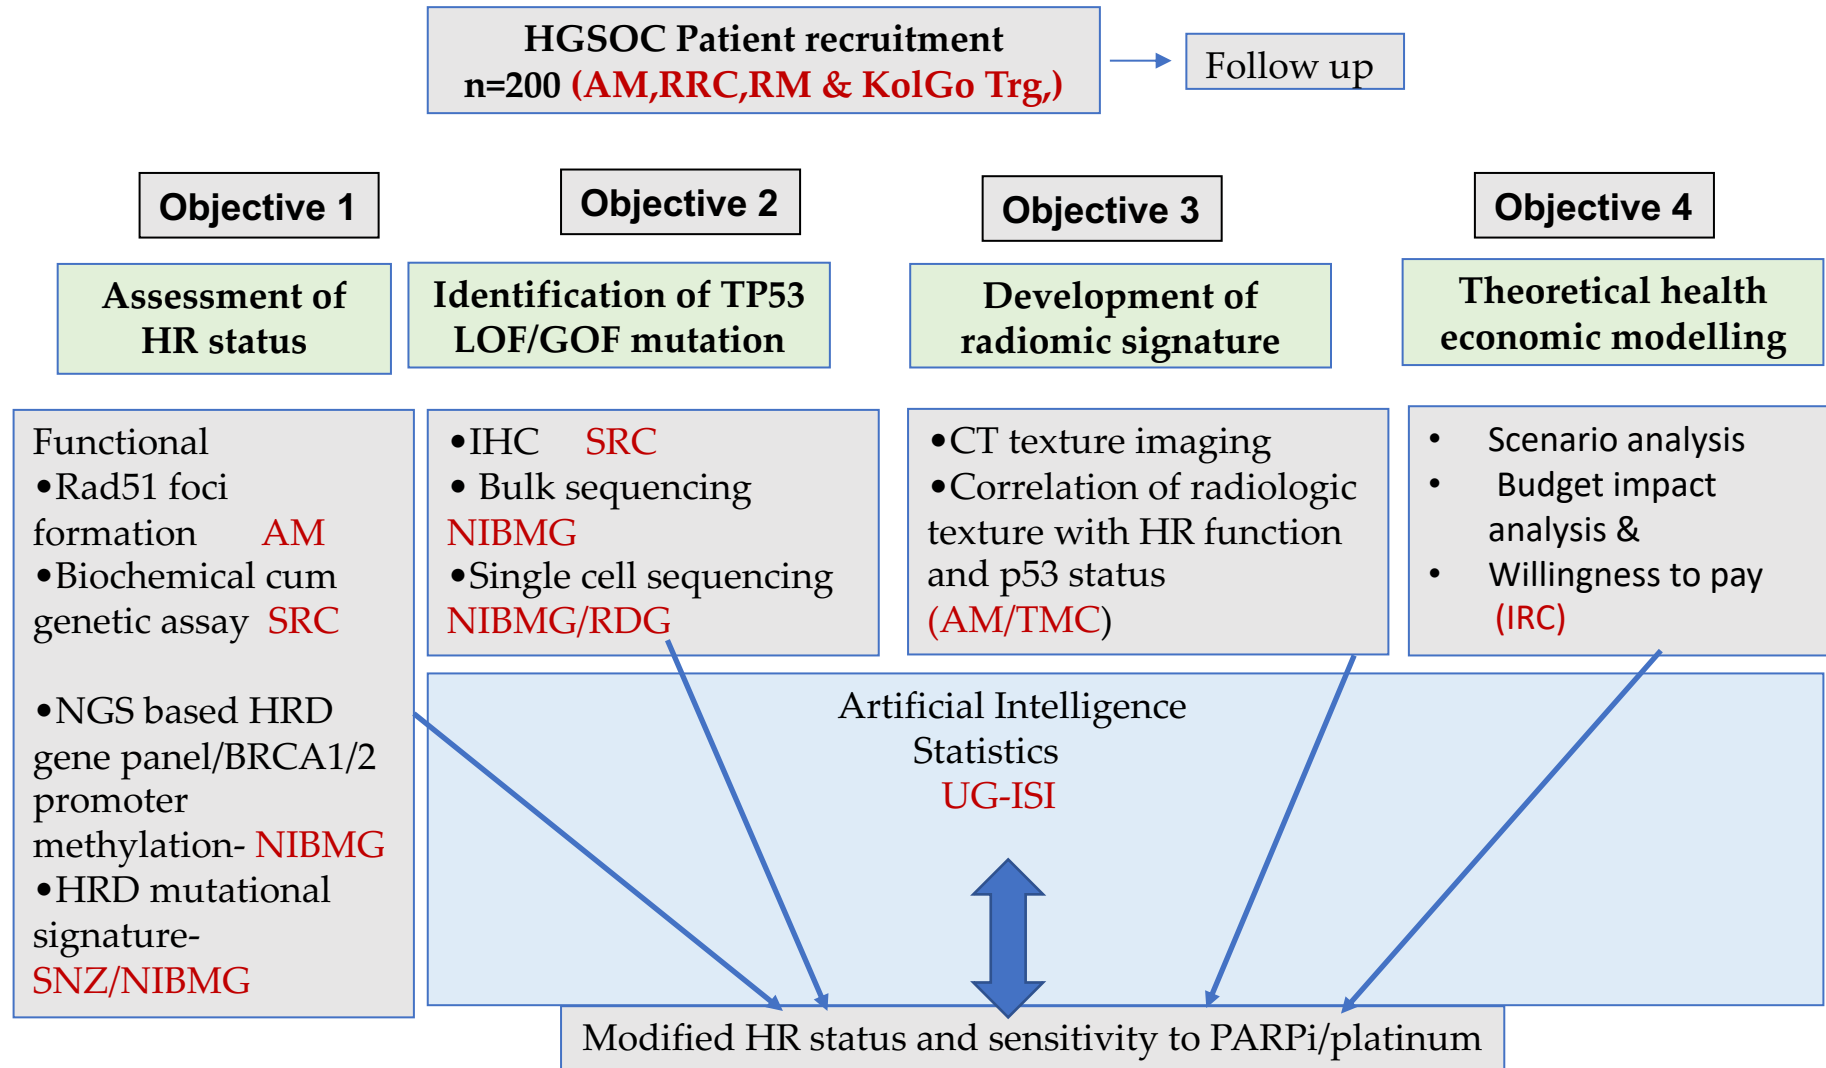 HGSOC Patient recruitment
n=200 (AM,RRC,RM & KolGo Trg,)
Follow up
Objective 1
Objective 2
Objective 3
Objective 4
Assessment of
HR status
Identification of TP53
LOF/GOF mutation
Development of
radiomic signature
Theoretical health
economic modelling
Functional
•Rad51 foci
formation AM
•Biochemical cum
genetic assay SRC
•NGS based HRD
gene panel/BRCA1/2
promoter
methylation- NIBMG
•HRD mutational
signature-
SNZ/NIBMG
•IHC SRC
• Bulk sequencing
NIBMG
•Single cell sequencing
NIBMG/RDG
•CT texture imaging
•Correlation of radiologic
texture with HR function
and p53 status
(AM/TMC)
• Scenario analysis
• Budget impact
analysis &
• Willingness to pay
(IRC)
Artificial Intelligence
Statistics
UG-ISI
Modified HR status and sensitivity to PARPi/platinum